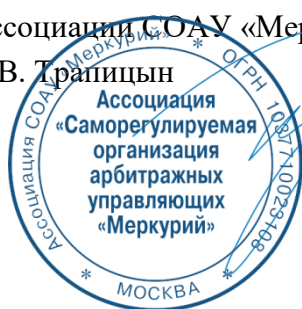 ссоциации СОАУ «Мер
В. Трапицын
Ассоциация СОАУ «Меркурий» * ОГРН 1037710023108 *
Ассоциация
«Саморегулируемая
организация
арбитражных
управляющих
«Меркурий»
МОСКВА